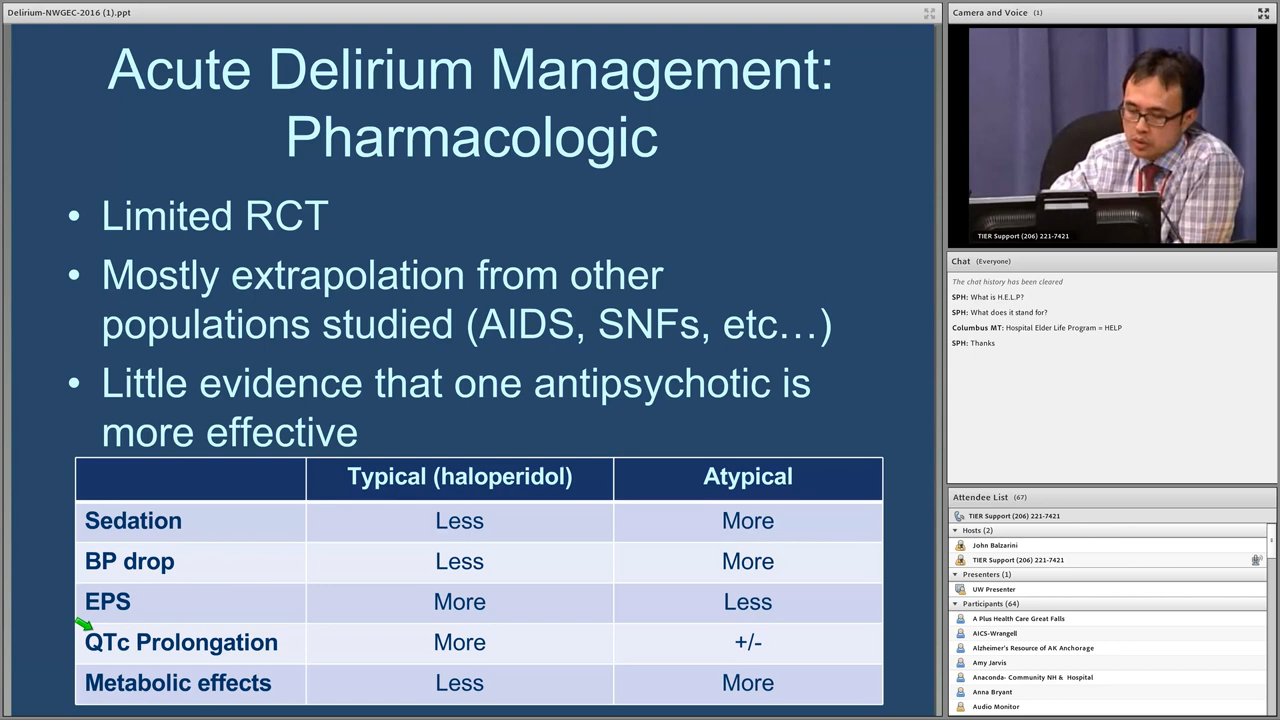 Delirium-NWGEC-2016 (1).ppt
Acute Delirium Management:
Pharmacologic
• Limited RCT
• Mostly extrapolation from other
populations studied (AIDS, SNFs, etc…)
• Little evidence that one antipsychotic is
more effective
Typical (haloperidol) Atypical
Sedation Less More
BP drop Less More
EPS More Less
QTc Prolongation More +/-
Metabolic effects Less More
Camera and Voice (1)
TIER Support (206) 221-7421
Chat (Everyone)
The chat history has been cleared
SPH: What is H.E.L.P?
SPH: What does it stand for?
Columbus MT: Hospital Elder Life Program = HELP
SPH: Thanks
Attendee List (67)
TIER Support (206) 221-7421
Hosts (2)
John Balzarini
TIER Support (206) 221-7421
Presenters (1)
UW Presenter
Participants (64)
A Plus Health Care Great Falls
AICS-Wrangell
Alzheimer's Resource of AK Anchorage
Amy Jarvis
Anaconda- Community NH & Hospital
Anna Bryant
Audio Monitor